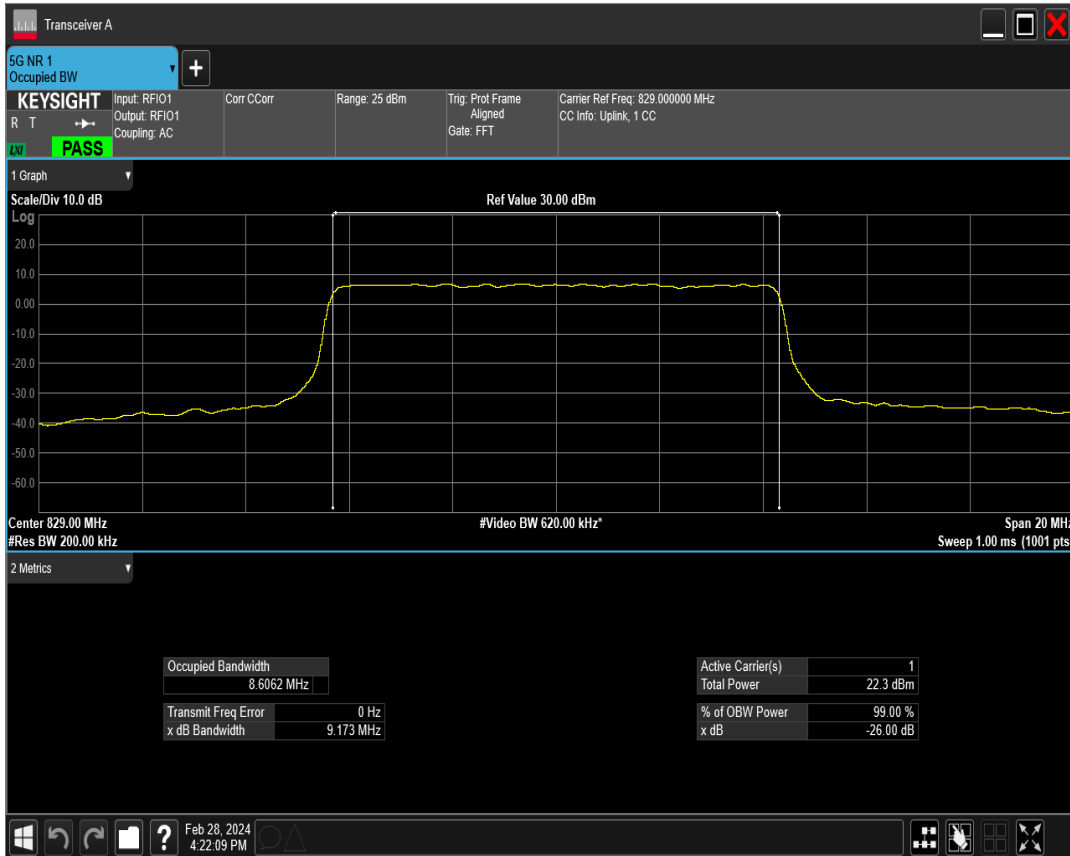 Transceiver A
5G NR 1
Occupied BW
+
KEYSIGHT
R T
LXI
PASS
Input: RFIO1
Output: RFIO1
Coupling: AC
Corr CCorr
Range: 25 dBm
Trig: Prot Frame
Aligned
Gate: FFT
Carrier Ref Freq: 829.000000 MHz
CC Info: Uplink, 1 CC
1 Graph
Scale/Div 10.0 dB
Ref Value 30.00 dBm
Log
20.0
10.0
0.00
-10.0
-20.0
-30.0
-40.0
-50.0
-60.0
Center 829.00 MHz
#Video BW 620.00 kHz*
Span 20 MHz
#Res BW 200.00 kHz
Sweep 1.00 ms (1001 pts
2 Metrics
Occupied Bandwidth
8.6062 MHz
Transmit Freq Error 0 Hz
x dB Bandwidth 9.173 MHz
Active Carrier(s) 1
Total Power 22.3 dBm
% of OBW Power 99.00 %
x dB -26.00 dB
?
Feb 28, 2024
4:22:09 PM